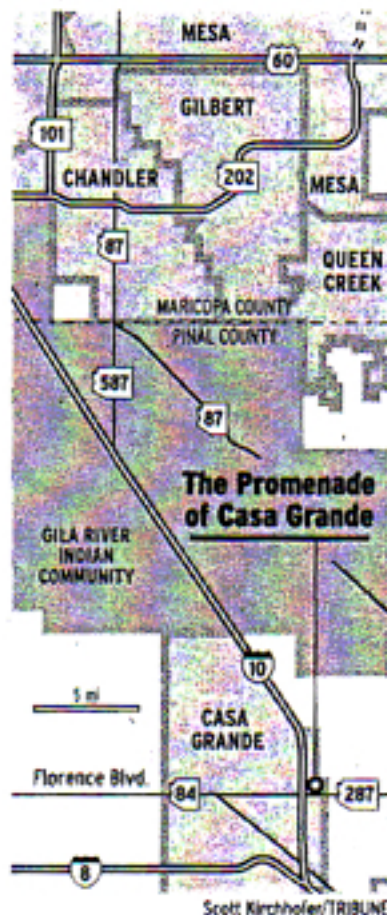 MESA
60
GILBERT
101
CHANDLER
202
MESA
87
QUEEN
CREEK
MARICOPA COUNTY
PINAL COUNTY
587
87
The Promenade
of Casa Grande
GILA RIVER
INDIAN
COMMUNITY
10
5 mi
CASA
GRANDE
Florence Blvd.
84
287
8
Scott Kirchhofer/TRIBUNE